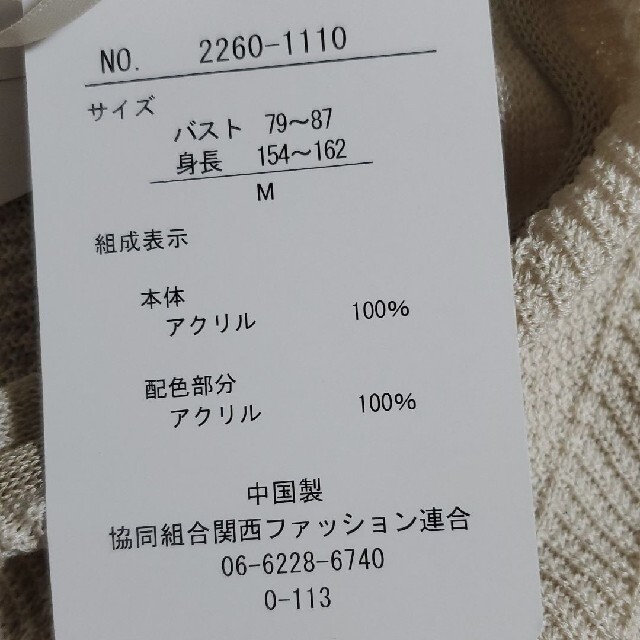 NO. 2260-1110
サイズ
バスト 79～87
身長 154～162
M
組成表示
本体
アクリル 100%
配色部分
アクリル 100%
中国製
協同組合関西ファッション連合
06-6228-6740
0-113